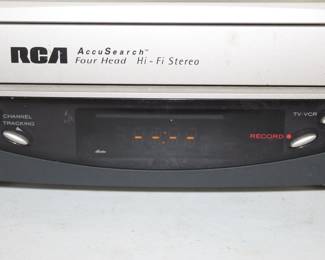 RCA AccuSearch™
Four Head Hi-Fi Stereo
CHANNEL
TRACKING
TV•VCR
RECORD
--:--